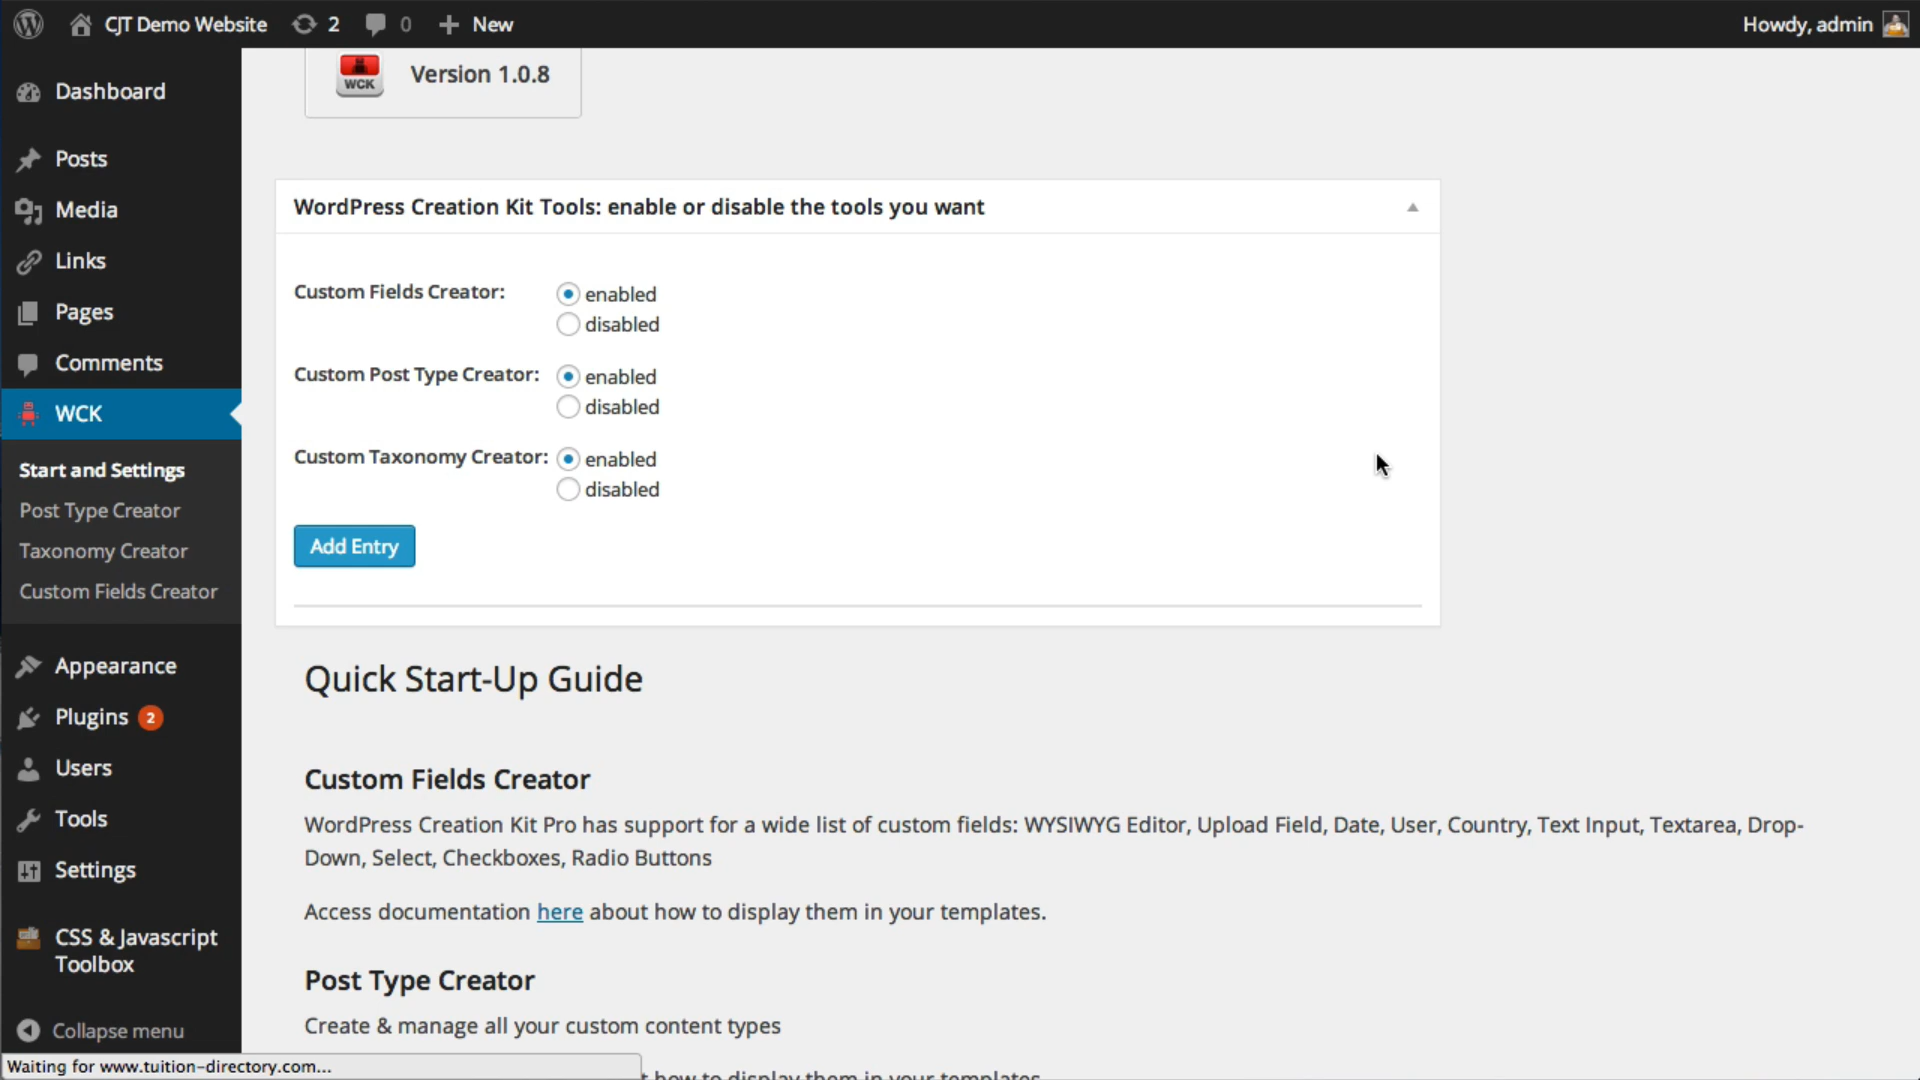 CJT Demo Website 2 0 New Howdy, admin
Dashboard
Posts
Media
Links
Pages
Comments
WCK
Start and Settings
Post Type Creator
Taxonomy Creator
Custom Fields Creator
Appearance
Plugins 2
Users
Tools
Settings
CSS & Javascript
Toolbox
Collapse menu
WCK Version 1.0.8
WordPress Creation Kit Tools: enable or disable the tools you want
Custom Fields Creator: enabled
disabled
Custom Post Type Creator: enabled
disabled
Custom Taxonomy Creator: enabled
disabled
Add Entry
Quick Start-Up Guide
Custom Fields Creator
WordPress Creation Kit Pro has support for a wide list of custom fields: WYSIWYG Editor, Upload Field, Date, User, Country, Text Input, Textarea, Drop-
Down, Select, Checkboxes, Radio Buttons
Access documentation here about how to display them in your templates.
Post Type Creator
Create & manage all your custom content types
how to display them in your templates.
Waiting for www.tuition-directory.com...